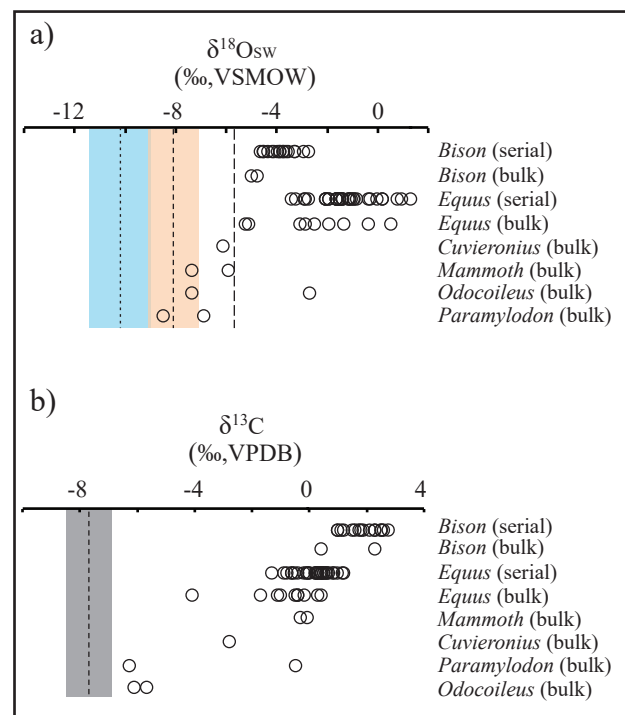 a)
δ¹⁸Osw
(‰,VSMOW)
-12 -8 -4 0
Bison (serial)
Bison (bulk)
Equus (serial)
Equus (bulk)
Cuvieronius (bulk)
Mammoth (bulk)
Odocoileus (bulk)
Paramylodon (bulk)
b)
δ¹³C
(‰,VPDB)
-8 -4 0 4
Bison (serial)
Bison (bulk)
Equus (serial)
Equus (bulk)
Mammoth (bulk)
Cuvieronius (bulk)
Paramylodon (bulk)
Odocoileus (bulk)